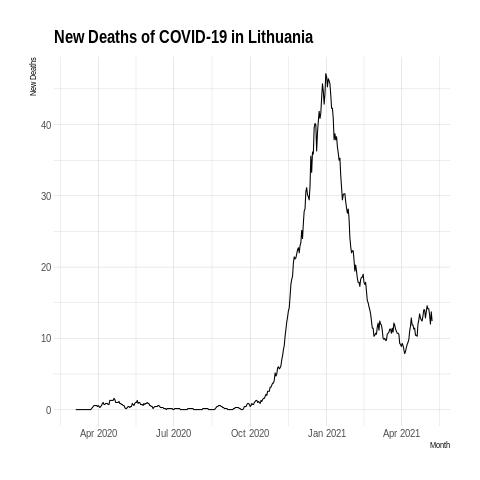 New Deaths of COVID-19 in Lithuania
New Deaths
40
30
20
10
0
Apr 2020
Jul 2020
Oct 2020
Jan 2021
Apr 2021
Month